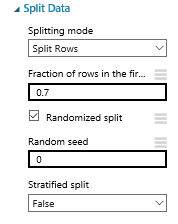 Split Data
Splitting mode
Split Rows
Fraction of rows in the fir...
0.7
Randomized split
Random seed
0
Stratified split
False